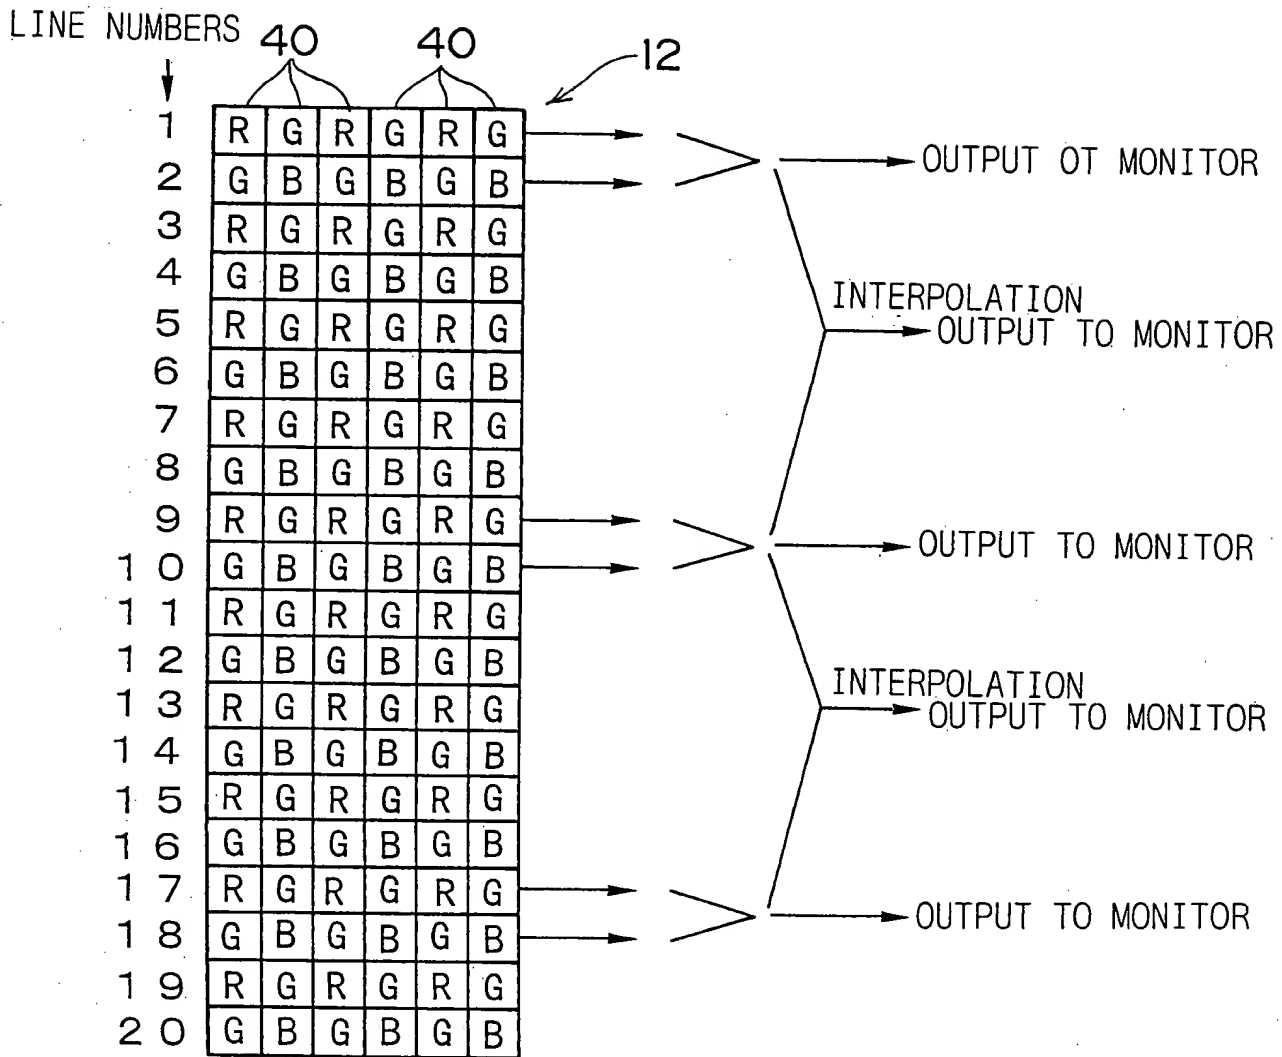 LINE NUMBERS 40 40 12
1 R G R G R G
2 G B G B G B OUTPUT OT MONITOR
3 R G R G R G
4 G B G B G B INTERPOLATION
5 R G R G R G OUTPUT TO MONITOR
6 G B G B G B
7 R G R G R G
8 G B G B G B
9 R G R G R G
10 G B G B G B OUTPUT TO MONITOR
11 R G R G R G
12 G B G B G B INTERPOLATION
13 R G R G R G OUTPUT TO MONITOR
14 G B G B G B
15 R G R G R G
16 G B G B G B
17 R G R G R G
18 G B G B G B OUTPUT TO MONITOR
19 R G R G R G
20 G B G B G B